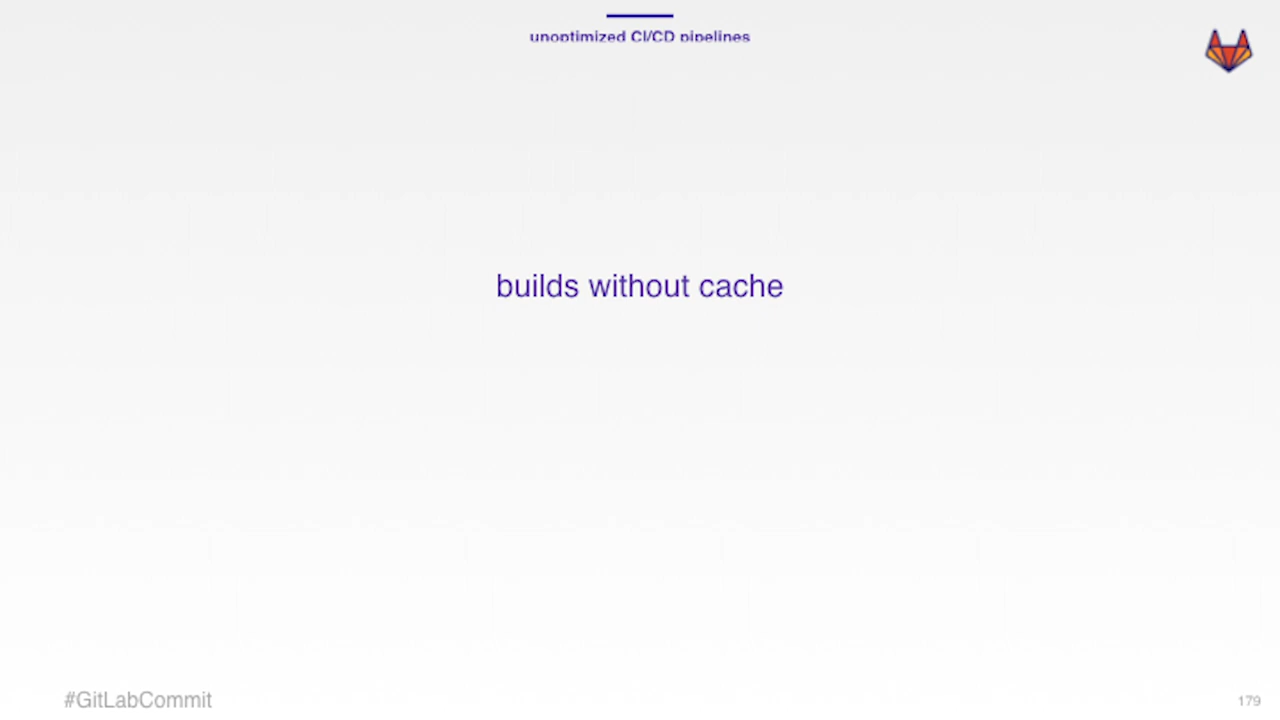 unoptimized CI/CD pipelines
builds without cache
#GitLabCommit
179